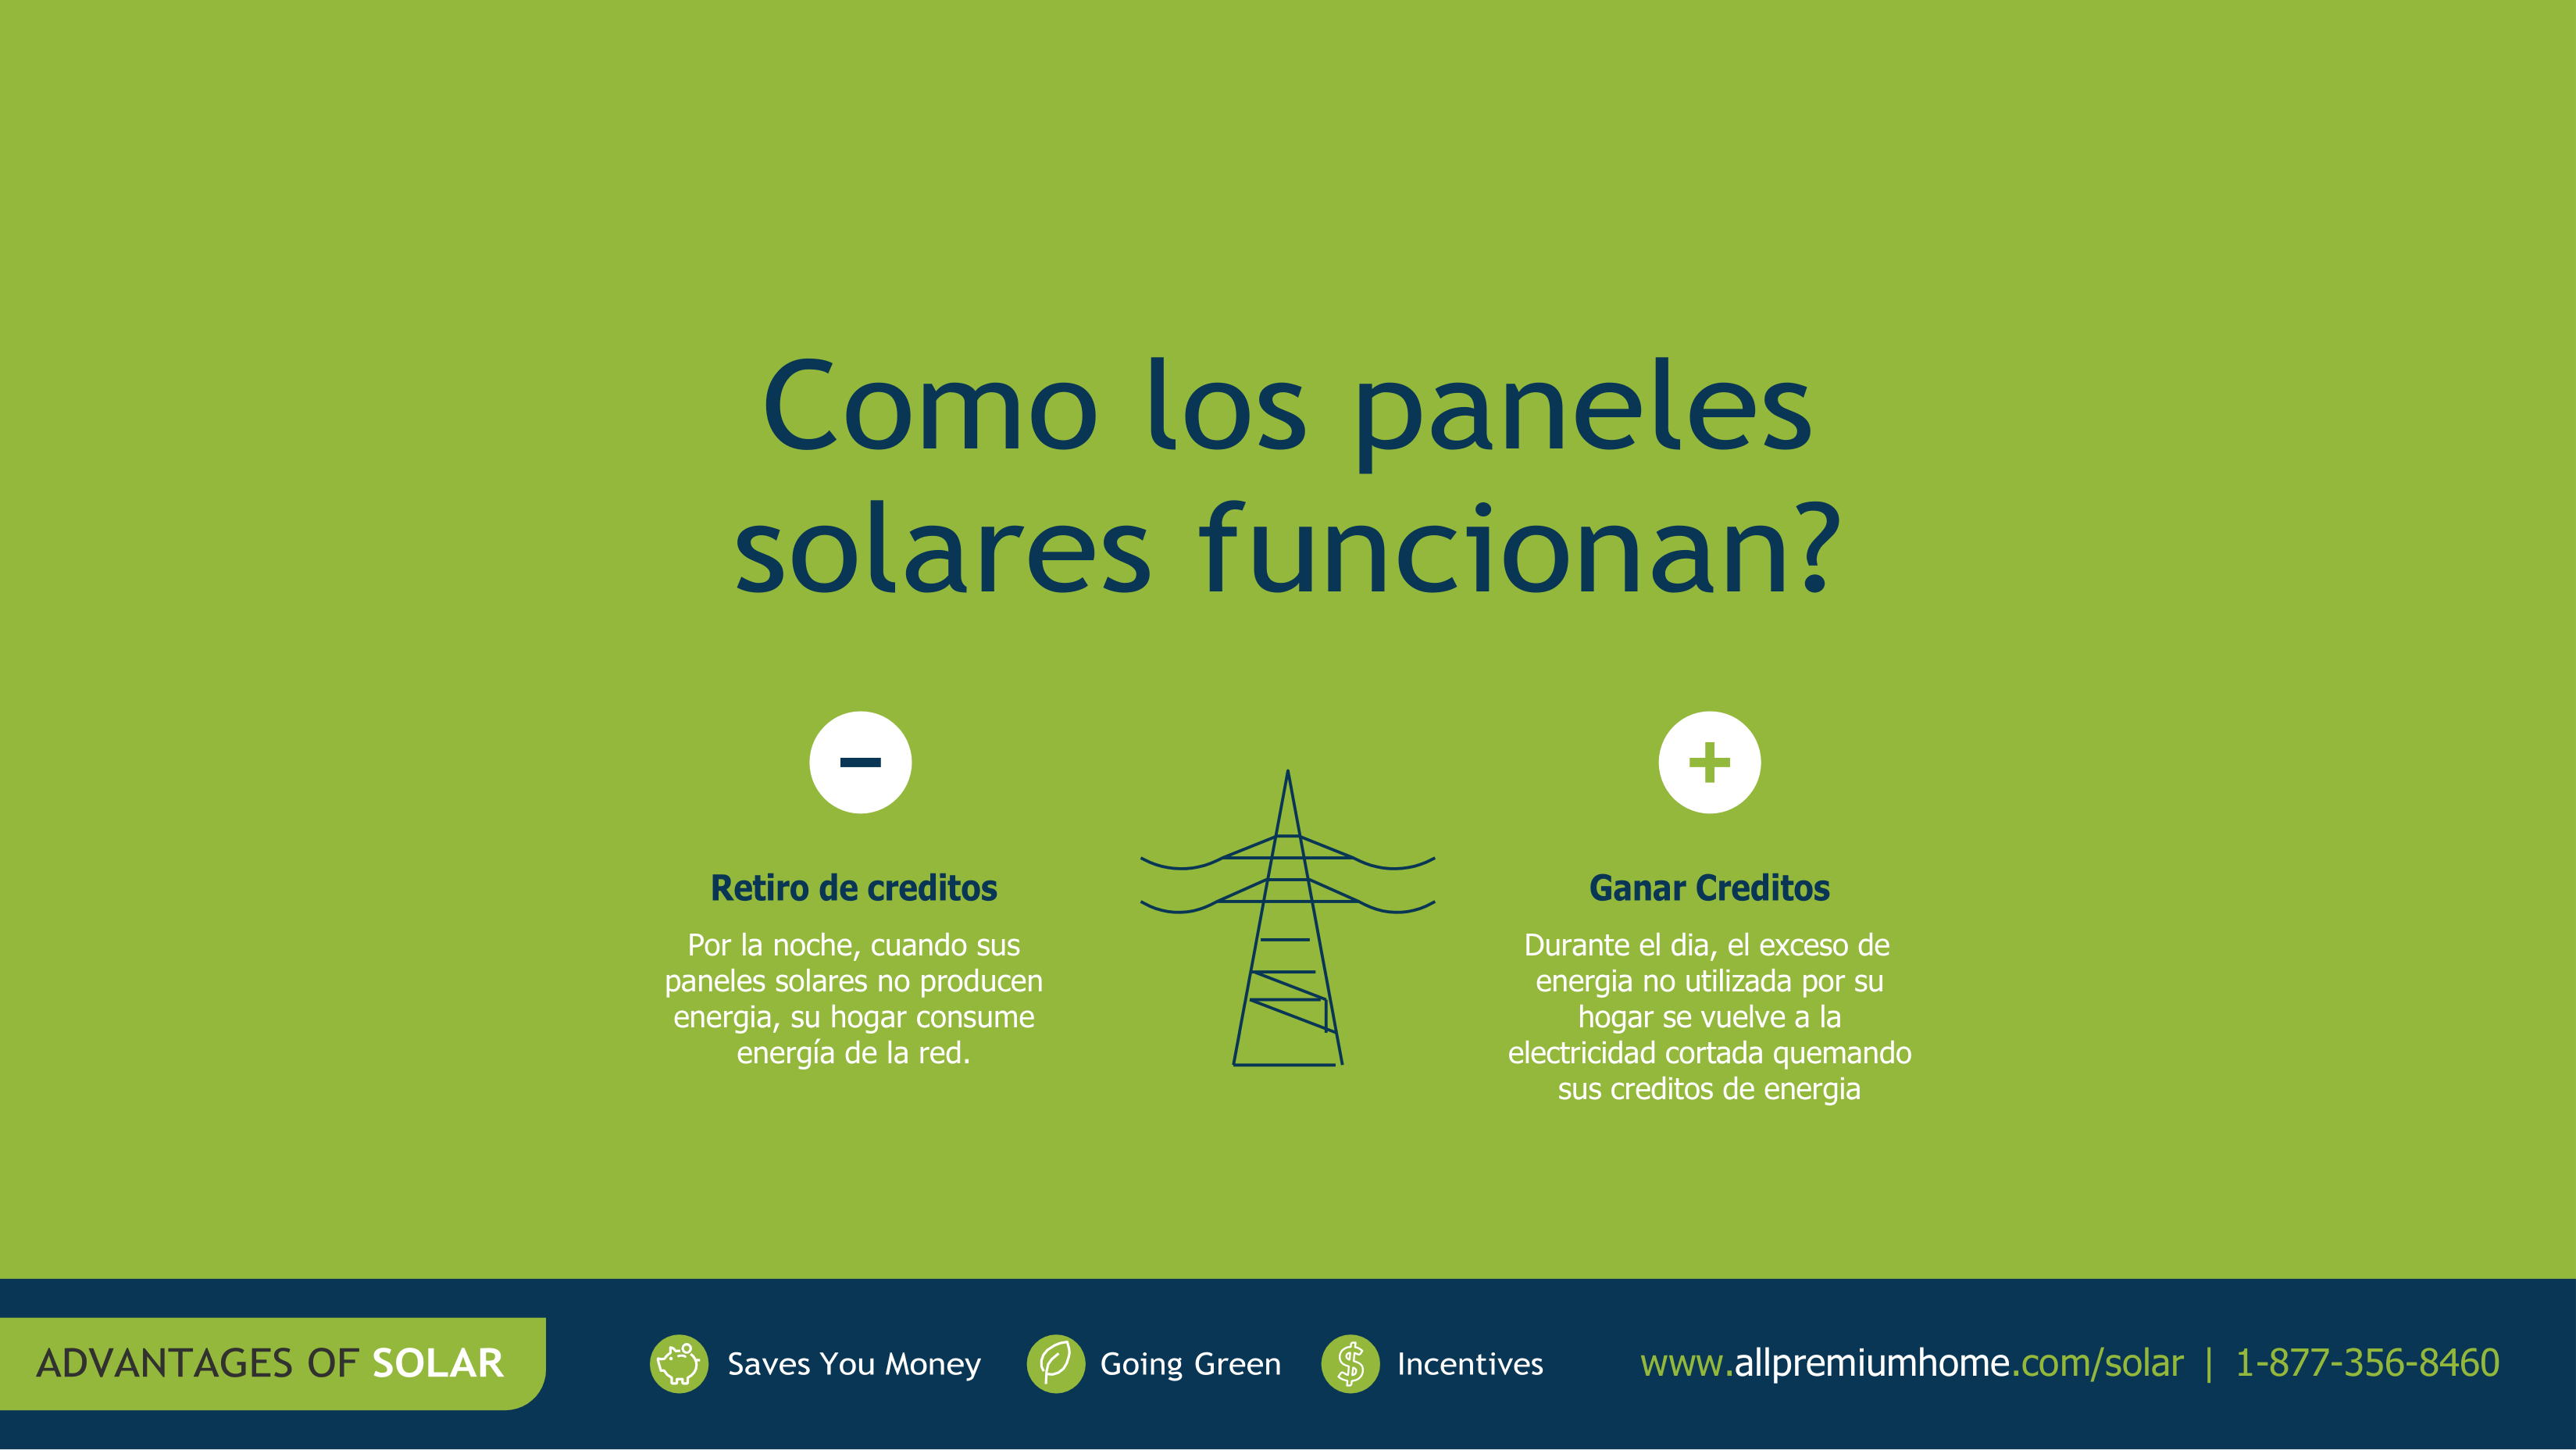 Como los paneles
solares funcionan?
Retiro de creditos
Por la noche, cuando sus
paneles solares no producen
energia, su hogar consume
energía de la red.
Ganar Creditos
Durante el dia, el exceso de
energia no utilizada por su
hogar se vuelve a la
electricidad cortada quemando
sus creditos de energia
ADVANTAGES OF SOLAR
Saves You Money
Going Green
Incentives
www.allpremiumhome.com/solar | 1-877-356-8460